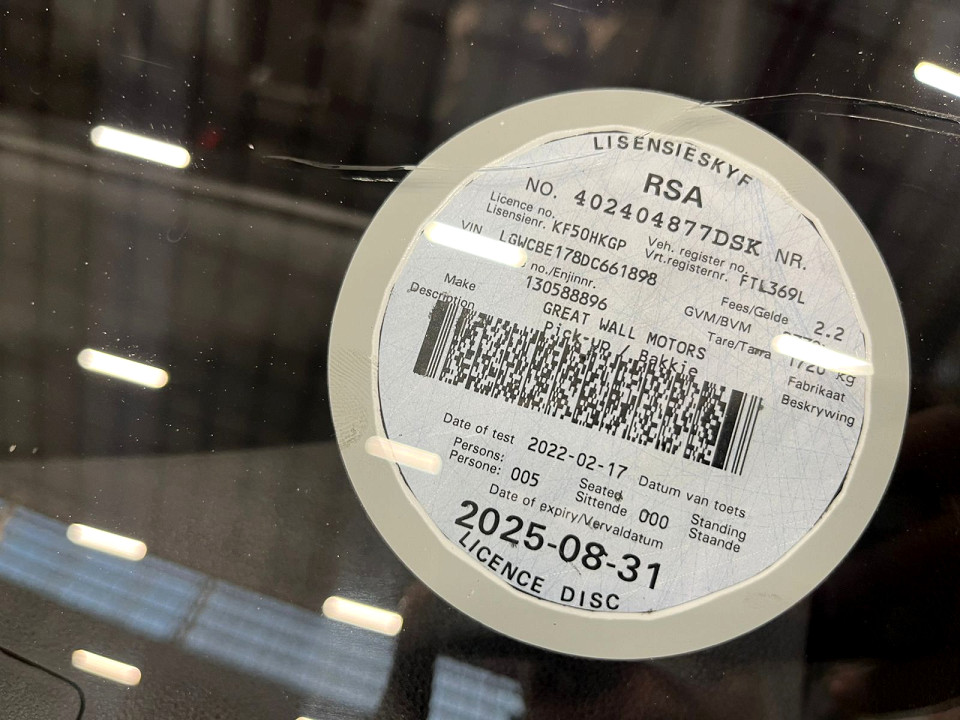 LISENSIESKYF
RSA
NO. 402404877DSK NR.
Licence no. KF50HKGP Veh. register no.
Lisensienr. Vrt.registernr. FTL369L
VIN LGWCBE178DC661898 Fees/Gelde 2.2
no./Enjinnr. 130588896 GVM/BVM
Make GREAT WALL MOTORS Tare/Tarra 1720 kg Fabrikaat
Description Pick-up / Bakkie Beskrywing
Date of test 2022-02-17 Datum van toets
Persons: Seated Standing
Persone: 005 Sittende 000 Staande
Date of expiry/Vervaldatum
2025-08-31
LICENCE DISC